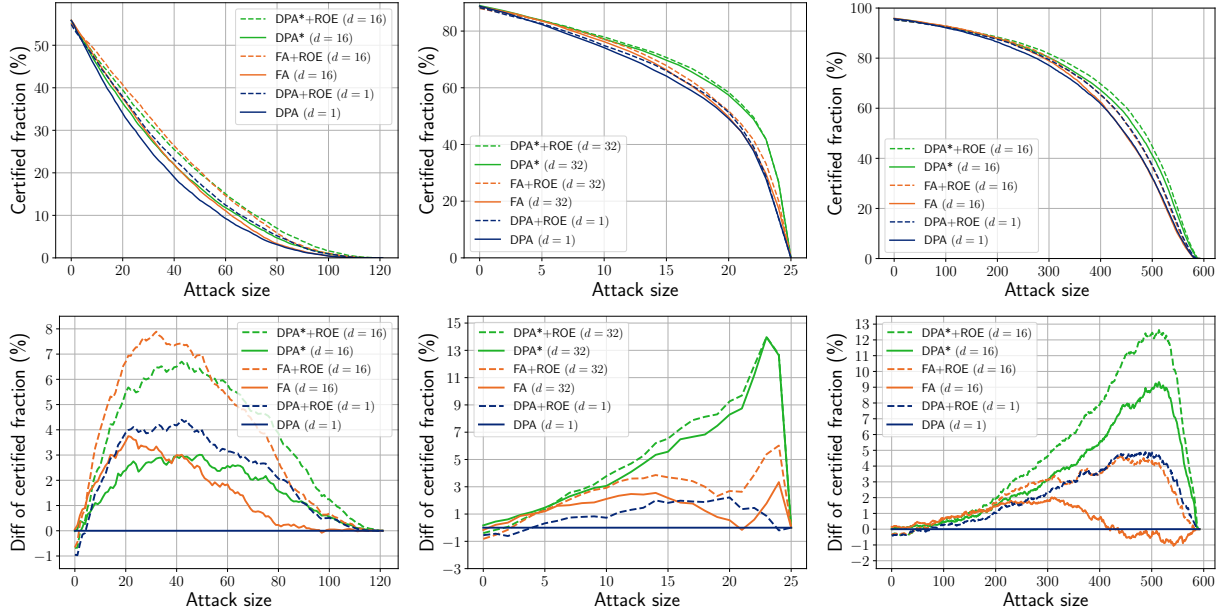 Certified fraction (%)
50
40
30
20
10
0
0 20 40 60 80 100 120
Attack size
DPA*+ROE (d = 16)
DPA* (d = 16)
FA+ROE (d = 16)
FA (d = 16)
DPA+ROE (d = 1)
DPA (d = 1)
Certified fraction (%)
80
60
40
20
0
0 5 10 15 20 25
Attack size
DPA*+ROE (d = 32)
DPA* (d = 32)
FA+ROE (d = 32)
FA (d = 32)
DPA+ROE (d = 1)
DPA (d = 1)
Certified fraction (%)
100
80
60
40
20
0
0 100 200 300 400 500 600
Attack size
DPA*+ROE (d = 16)
DPA* (d = 16)
FA+ROE (d = 16)
FA (d = 16)
DPA+ROE (d = 1)
DPA (d = 1)
Diff of certified fraction (%)
8
7
6
5
4
3
2
1
0
−1
0 20 40 60 80 100 120
Attack size
DPA*+ROE (d = 16)
DPA* (d = 16)
FA+ROE (d = 16)
FA (d = 16)
DPA+ROE (d = 1)
DPA (d = 1)
Diff of certified fraction (%)
15
13
11
9
7
5
3
1
−1
−3
0 5 10 15 20 25
Attack size
DPA*+ROE (d = 32)
DPA* (d = 32)
FA+ROE (d = 32)
FA (d = 32)
DPA+ROE (d = 1)
DPA (d = 1)
Diff of certified fraction (%)
13
12
11
10
9
8
7
6
5
4
3
2
1
0
−1
−2
0 100 200 300 400 500 600
Attack size
DPA*+ROE (d = 16)
DPA* (d = 16)
FA+ROE (d = 16)
FA (d = 16)
DPA+ROE (d = 1)
DPA (d = 1)